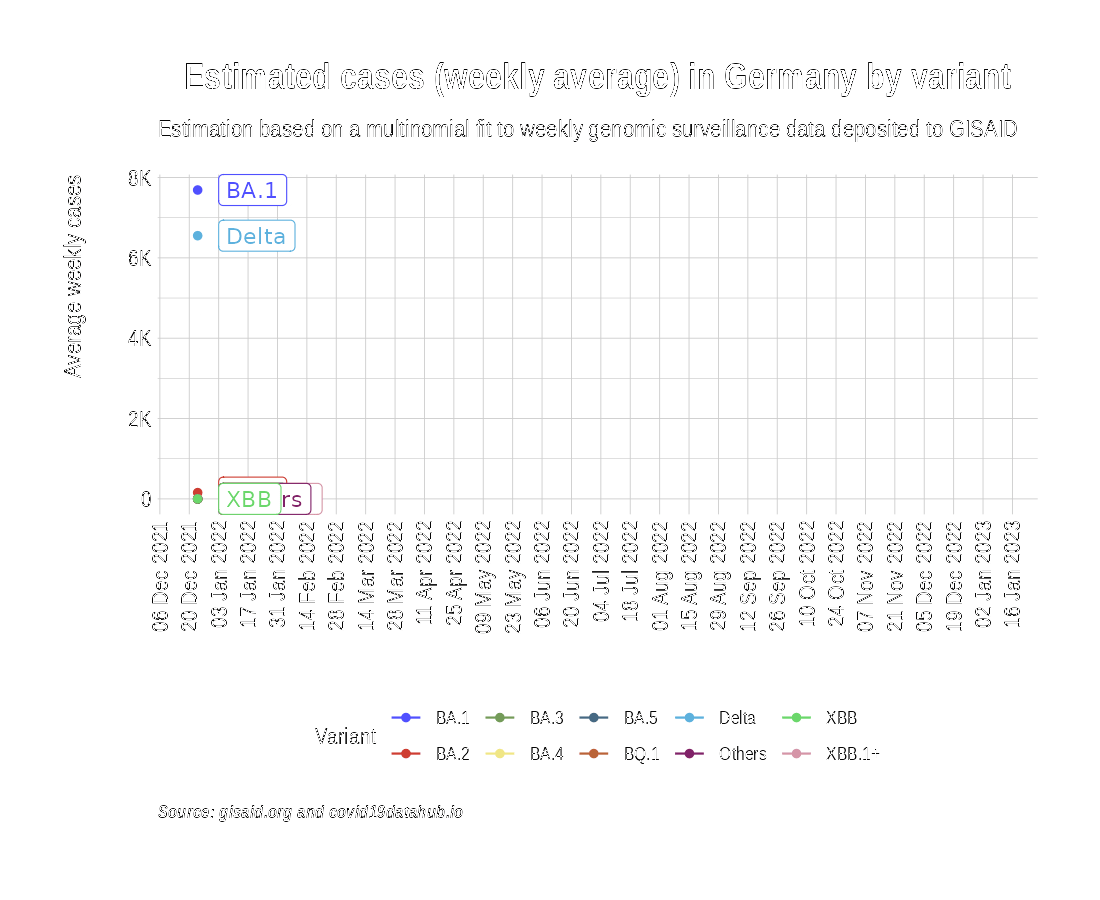 Estimated cases (weekly average) in Germany by variant
Estimation based on a multinomial fit to weekly genomic surveillance data deposited to GISAID
Average weekly cases
8K
6K
4K
2K
0
BA.1
Delta
XBB
rs
06 Dec 2021
20 Dec 2021
03 Jan 2022
17 Jan 2022
31 Jan 2022
14 Feb 2022
28 Feb 2022
14 Mar 2022
28 Mar 2022
11 Apr 2022
25 Apr 2022
09 May 2022
23 May 2022
06 Jun 2022
20 Jun 2022
04 Jul 2022
18 Jul 2022
01 Aug 2022
15 Aug 2022
29 Aug 2022
12 Sep 2022
26 Sep 2022
10 Oct 2022
24 Oct 2022
07 Nov 2022
21 Nov 2022
05 Dec 2022
19 Dec 2022
02 Jan 2023
16 Jan 2023
Variant
BA.1 BA.3 BA.5 Delta XBB
BA.2 BA.4 BQ.1 Others XBB.1+
Source: gisaid.org and covid19datahub.io